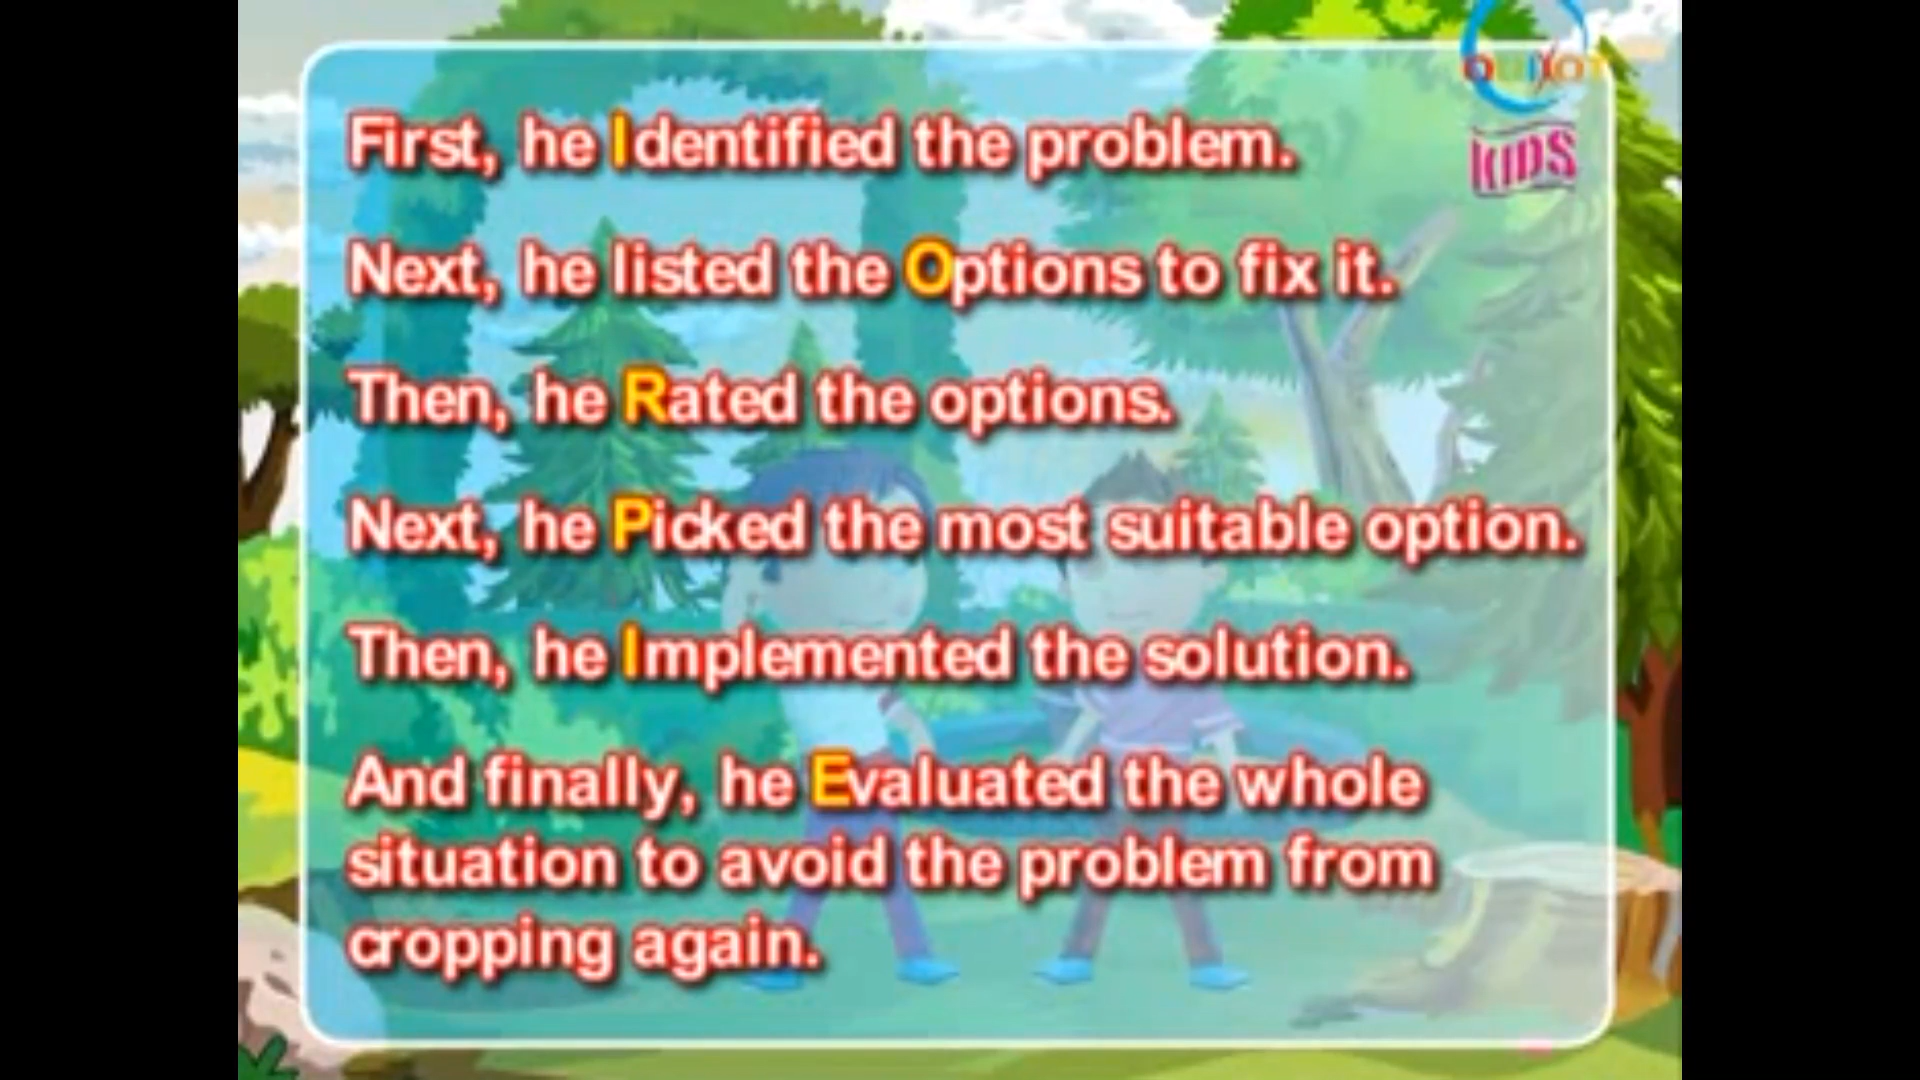 QUIXOT
KIDS
First, he Identified the problem.
Next, he listed the Options to fix it.
Then, he Rated the options.
Next, he Picked the most suitable option.
Then, he Implemented the solution.
And finally, he Evaluated the whole
situation to avoid the problem from
cropping again.